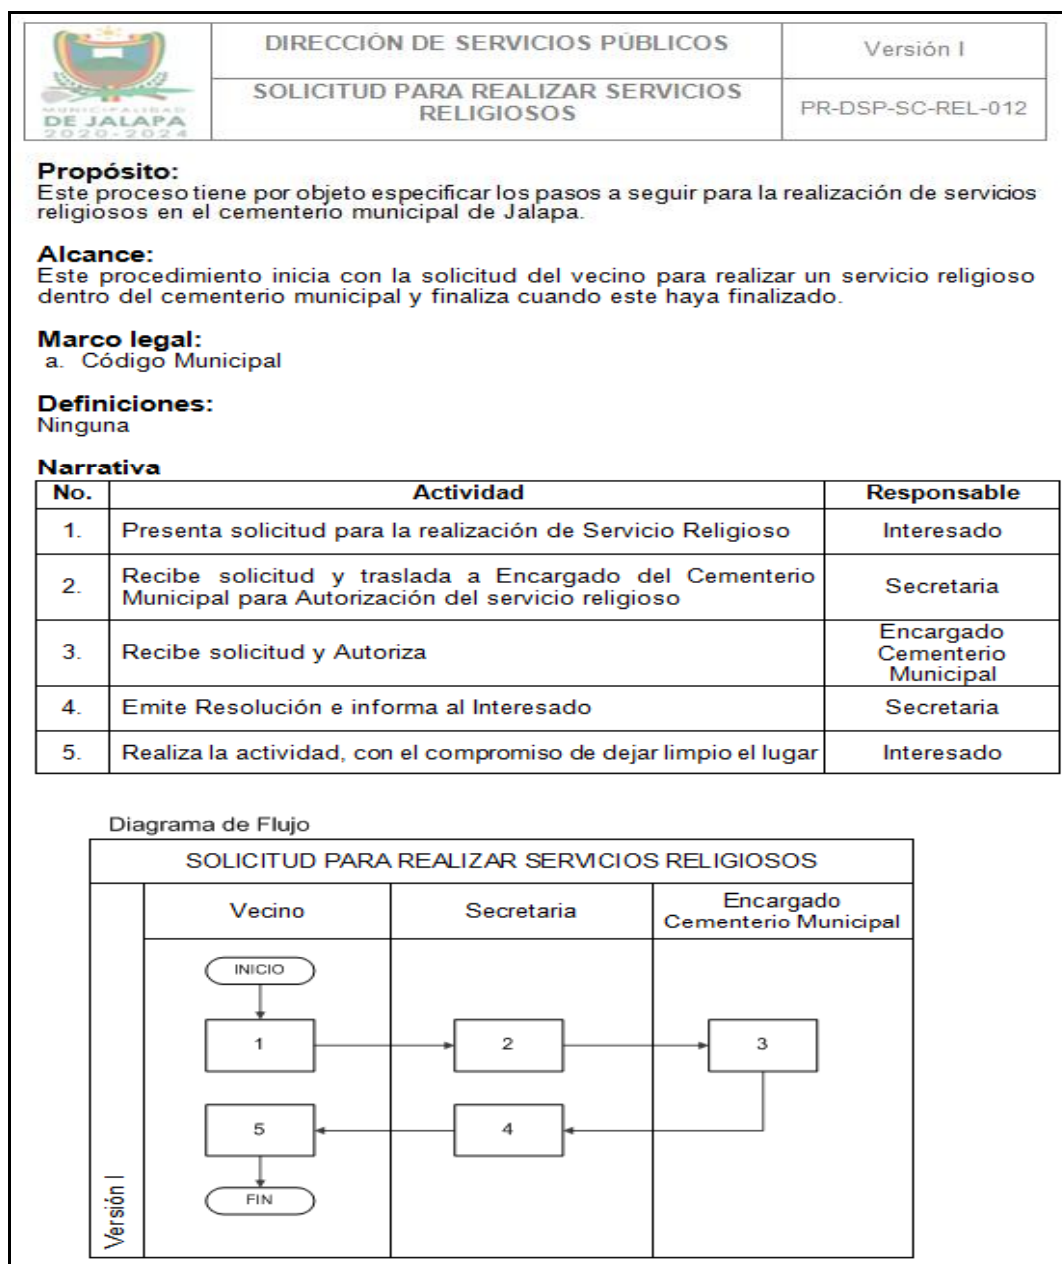 MUNICIPALIDAD
DE JALAPA
2020-2024
DIRECCIÓN DE SERVICIOS PÚBLICOS
Versión I
SOLICITUD PARA REALIZAR SERVICIOS
RELIGIOSOS
PR-DSP-SC-REL-012
Propósito:
Este proceso tiene por objeto especificar los pasos a seguir para la realización de servicios
religiosos en el cementerio municipal de Jalapa.
Alcance:
Este procedimiento inicia con la solicitud del vecino para realizar un servicio religioso
dentro del cementerio municipal y finaliza cuando este haya finalizado.
Marco legal:
a. Código Municipal
Definiciones:
Ninguna
Narrativa
No. Actividad Responsable
1. Presenta solicitud para la realización de Servicio Religioso Interesado
2. Recibe solicitud y traslada a Encargado del Cementerio
Municipal para Autorización del servicio religioso
Secretaria
3. Recibe solicitud y Autoriza
Encargado
Cementerio
Municipal
4. Emite Resolución e informa al Interesado Secretaria
5. Realiza la actividad, con el compromiso de dejar limpio el lugar Interesado
Diagrama de Flujo
SOLICITUD PARA REALIZAR SERVICIOS RELIGIOSOS
Vecino
Secretaria
Encargado
Cementerio Municipal
INICIO
1
2
3
5
4
FIN
Versión I